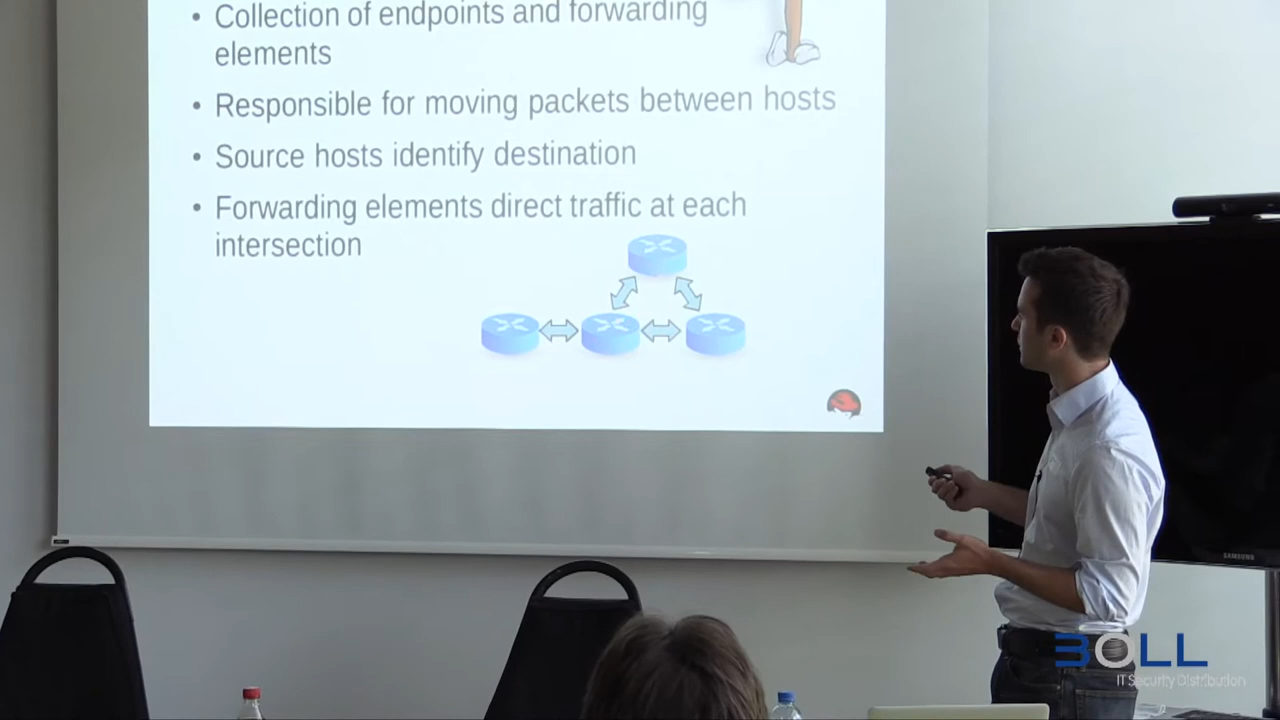 • Collection of endpoints and forwarding
elements
• Responsible for moving packets between hosts
• Source hosts identify destination
• Forwarding elements direct traffic at each
intersection
SAMSUNG
BOLL
IT Security Distribution